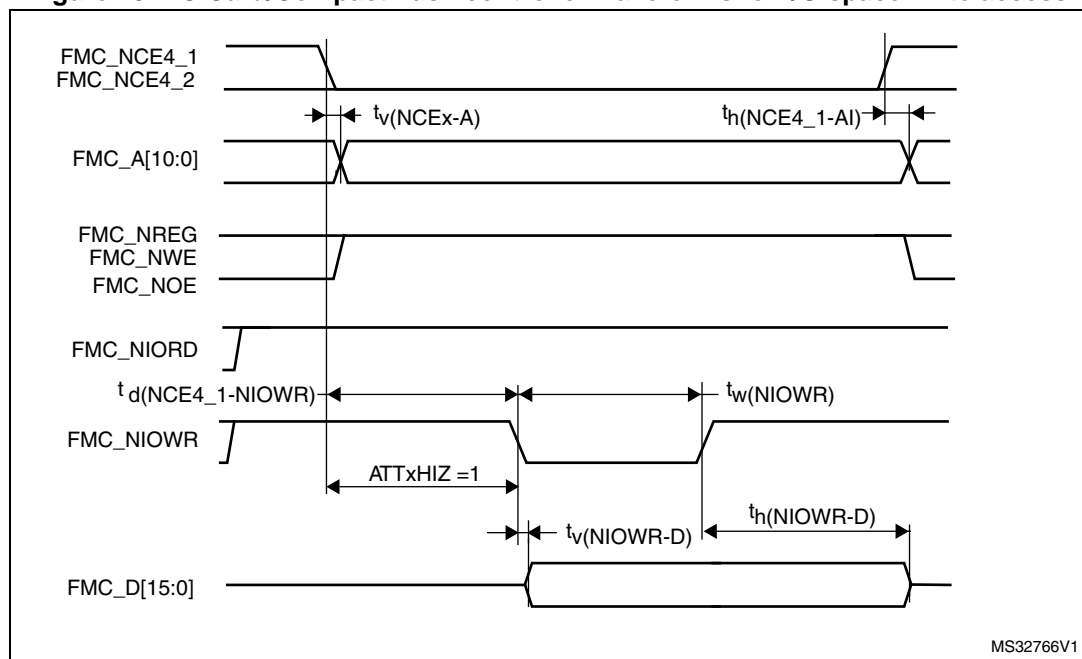 FMC_NCE4_1
FMC_NCE4_2
tv(NCEx-A)
th(NCE4_1-AI)
FMC_A[10:0]
FMC_NREG
FMC_NWE
FMC_NOE
FMC_NIORD
t d(NCE4_1-NIOWR)
tw(NIOWR)
FMC_NIOWR
ATTxHIZ =1
th(NIOWR-D)
tv(NIOWR-D)
FMC_D[15:0]
MS32766V1